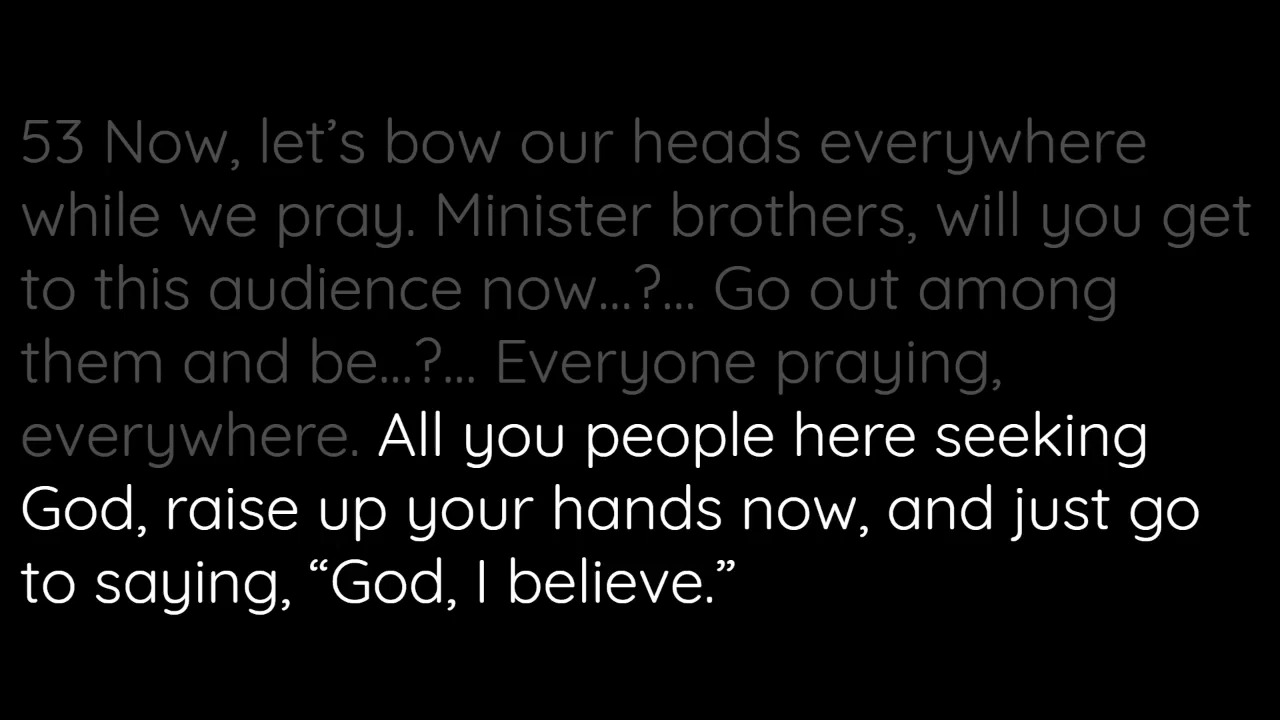 53 Now, let’s bow our heads everywhere
while we pray. Minister brothers, will you get
to this audience now...?... Go out among
them and be...?... Everyone praying,
everywhere. All you people here seeking
God, raise up your hands now, and just go
to saying, “God, I believe.”